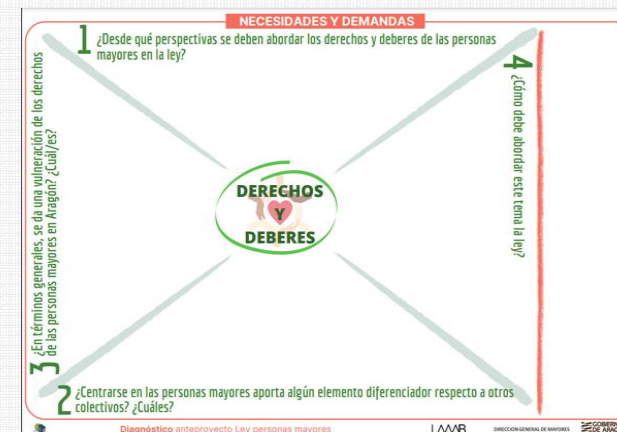 NECESIDADES Y DEMANDAS
1 ¿Desde qué perspectivas se deben abordar los derechos y deberes de las personas
mayores en la ley?
4 ¿Cómo debe abordar este tema la ley?
DERECHOS
Y
DEBERES
3 ¿En términos generales, se da una vulneración de los derechos
de las personas mayores en Aragón? ¿Cuál/es?
2 ¿Centrarse en las personas mayores aporta algún elemento diferenciador respecto a otros
colectivos? ¿Cuáles?
Diagnóstico anteproyecto Ley personas mayores
DIRECCION GENERAL DE MAYORES
GOBIERN
DE ARAG